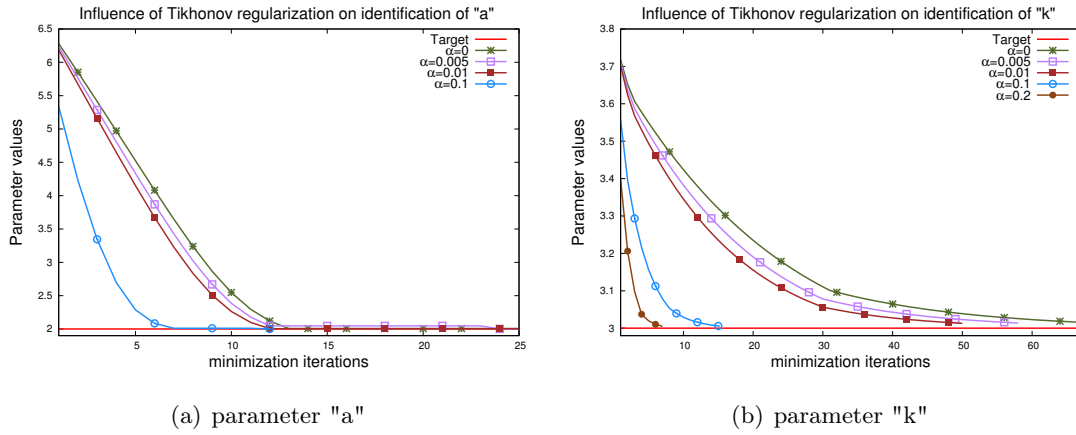 Influence of Tikhonov regularization on identification of "a"
Target
α=0
α=0.005
α=0.01
α=0.1
6.5
6
5.5
5
4.5
4
3.5
3
2.5
2
Parameter values
5
10
15
20
25
minimization iterations
(a) parameter "a"
Influence of Tikhonov regularization on identification of "k"
Target
α=0
α=0.005
α=0.01
α=0.1
α=0.2
3.8
3.7
3.6
3.5
3.4
3.3
3.2
3.1
3
Parameter values
10
20
30
40
50
60
minimization iterations
(b) parameter "k"